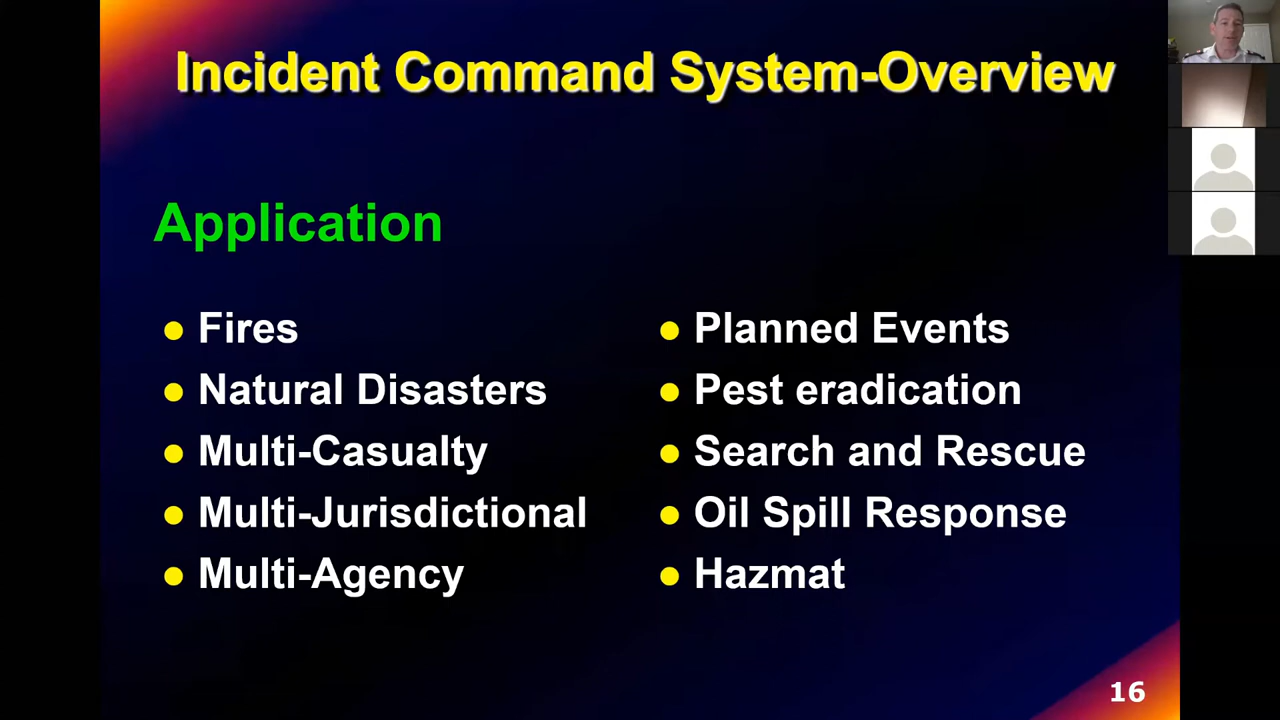 Incident Command System-Overview
Application
Fires
Natural Disasters
Multi-Casualty
Multi-Jurisdictional
Multi-Agency
Planned Events
Pest eradication
Search and Rescue
Oil Spill Response
Hazmat
16